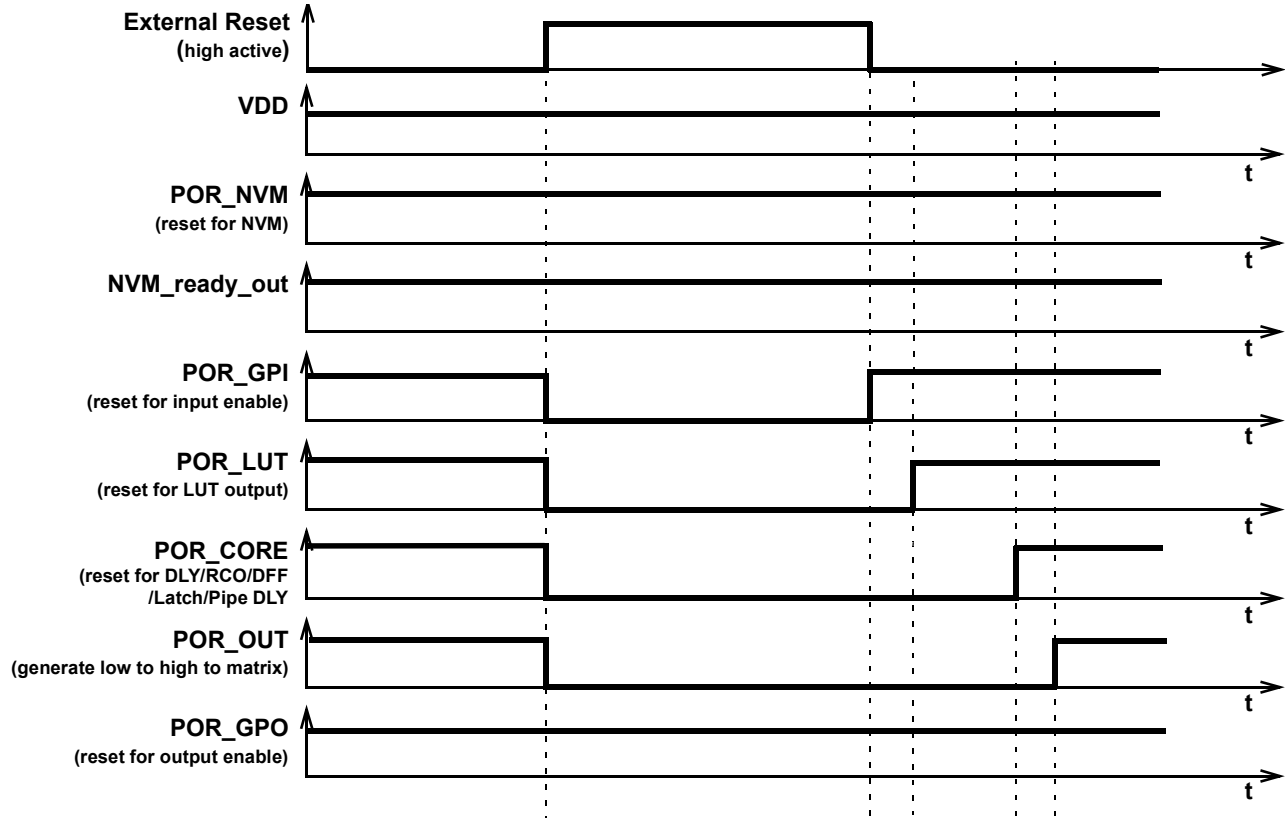 External Reset
(high active)
VDD
t
POR_NVM
(reset for NVM)
t
NVM_ready_out
t
POR_GPI
(reset for input enable)
t
POR_LUT
(reset for LUT output)
t
POR_CORE
(reset for DLY/RCO/DFF
/Latch/Pipe DLY
t
POR_OUT
(generate low to high to matrix)
t
POR_GPO
(reset for output enable)
t